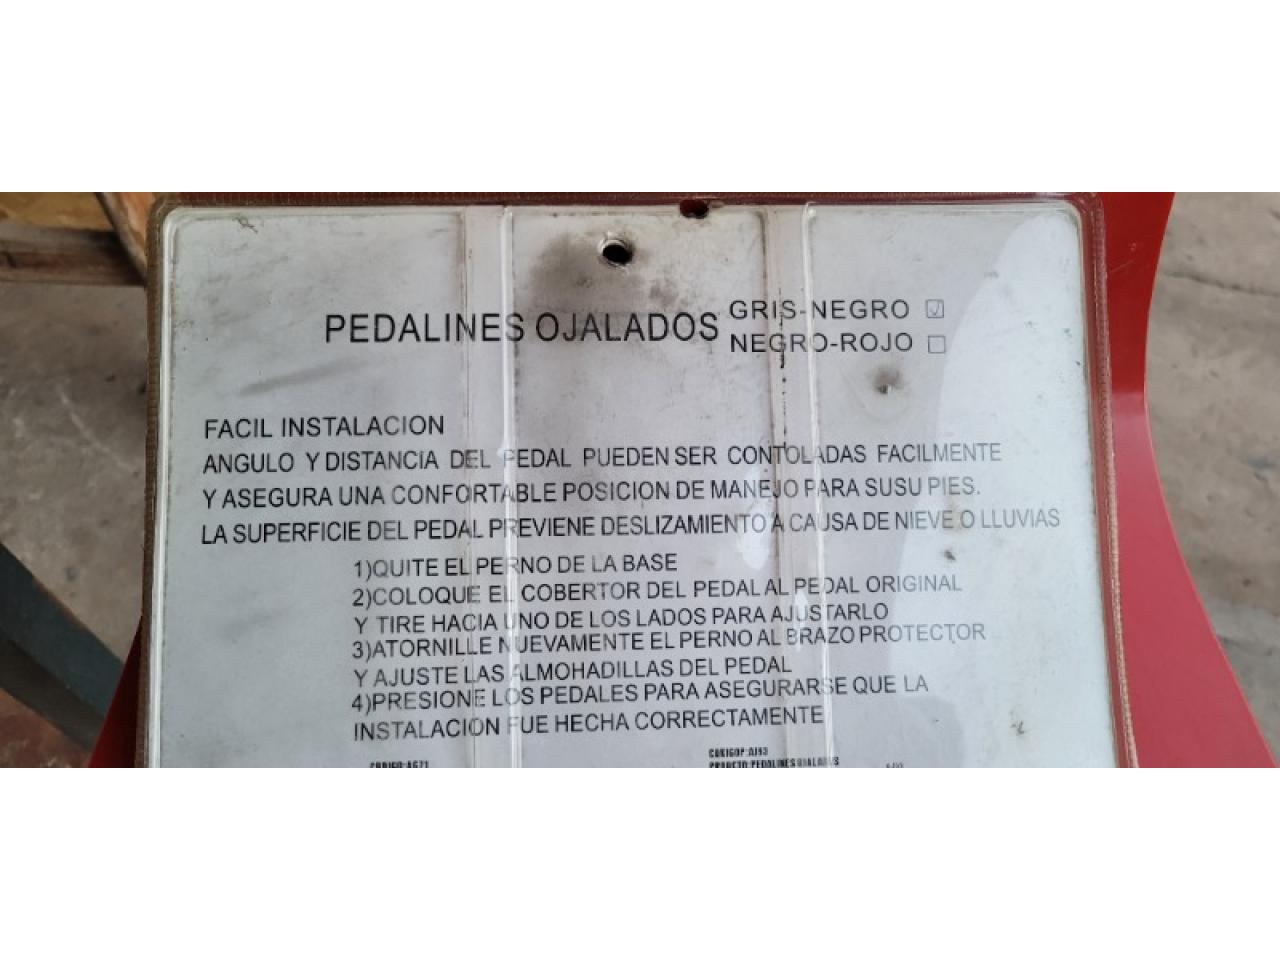 PEDALINES OJALADOS
GRIS-NEGRO
NEGRO-ROJO
FACIL INSTALACION
ANGULO Y DISTANCIA DEL PEDAL PUEDEN SER CONTOLADAS FACILMENTE
Y ASEGURA UNA CONFORTABLE POSICION DE MANEJO PARA SUSU PIES.
LA SUPERFICIE DEL PEDAL PREVIENE DESLIZAMIENTO A CAUSA DE NIEVE O LLUVIAS
1)QUITE EL PERNO DE LA BASE
2)COLOQUE EL COBERTOR DEL PEDAL AL PEDAL ORIGINAL
Y TIRE HACIA UNO DE LOS LADOS PARA AJUSTARLO
3)ATORNILLE NUEVAMENTE EL PERNO AL BRAZO PROTECTOR
Y AJUSTE LAS ALMOHADILLAS DEL PEDAL
4)PRESIONE LOS PEDALES PARA ASEGURARSE QUE LA
INSTALACION FUE HECHA CORRECTAMENTE